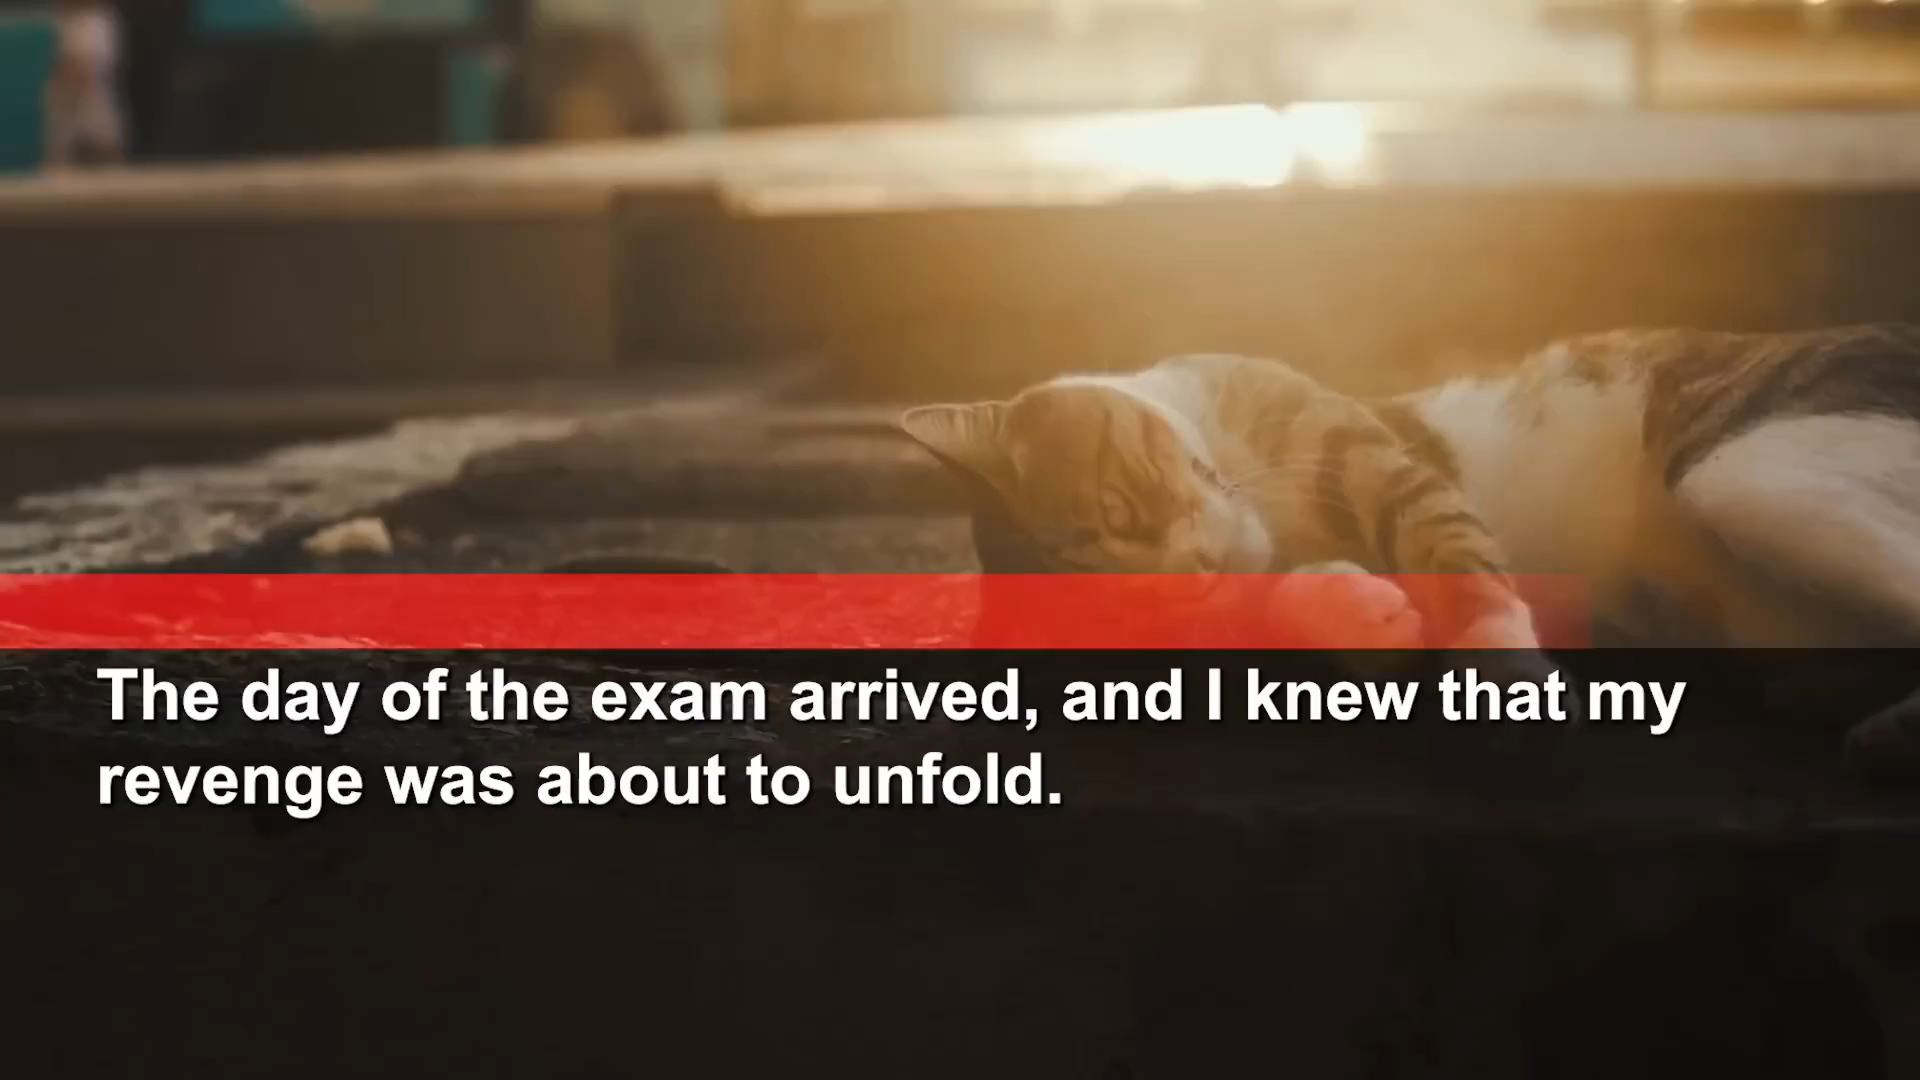 The day of the exam arrived, and I knew that my
revenge was about to unfold.